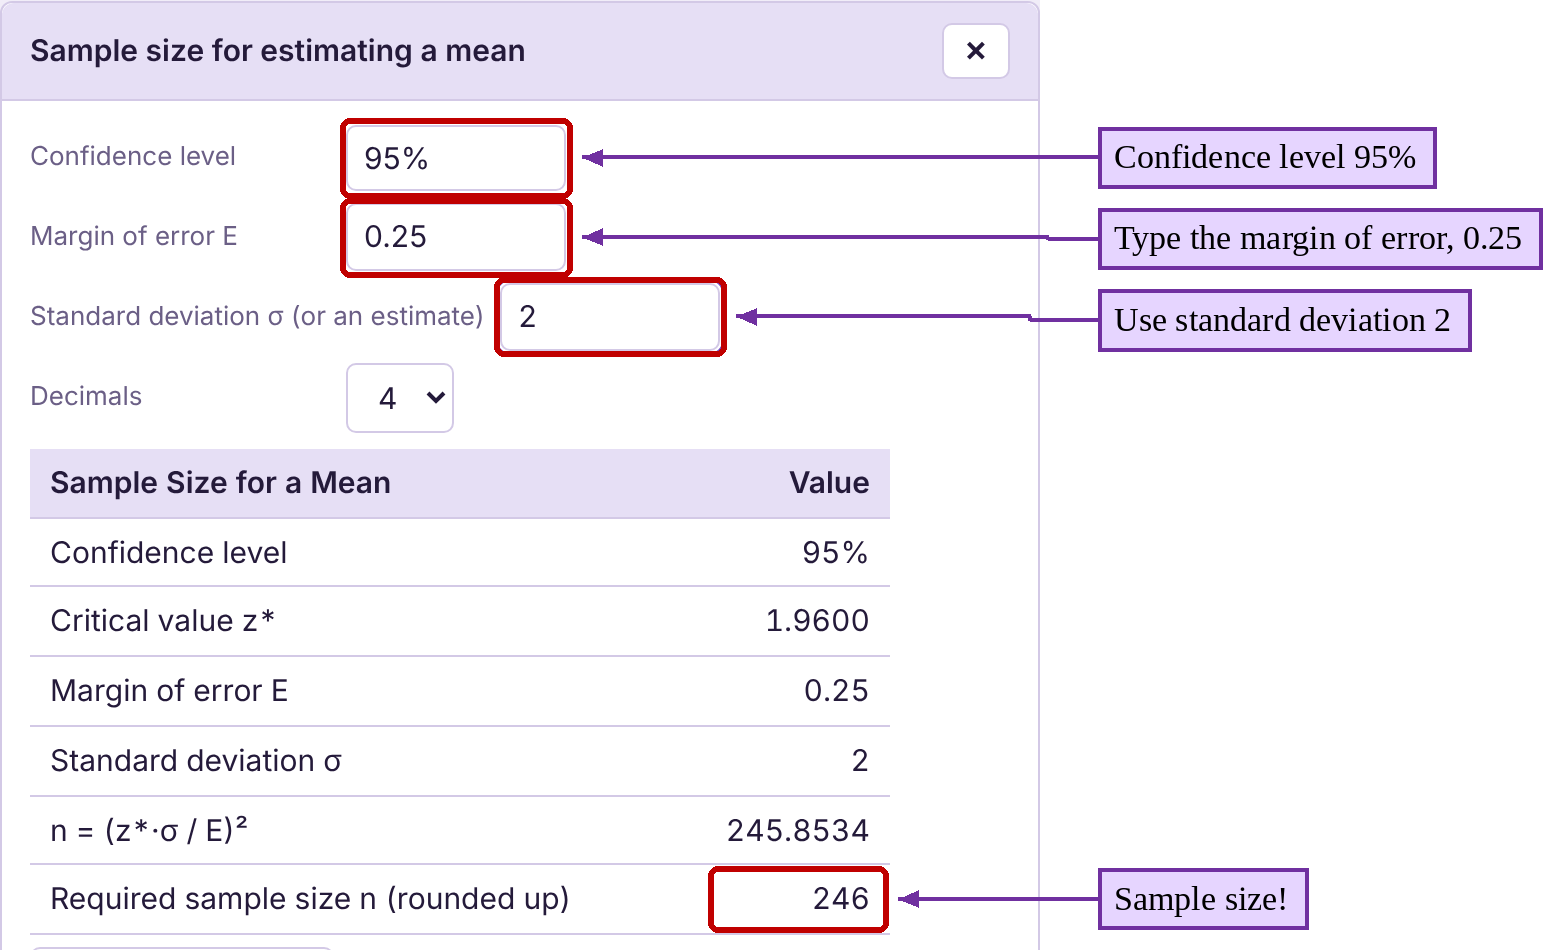 Sample size for estimating a mean
×
Confidence level 95% Confidence level 95%
Margin of error E 0.25 Type the margin of error, 0.25
Standard deviation σ (or an estimate) 2 Use standard deviation 2
Decimals 4
Sample Size for a Mean Value
Confidence level 95%
Critical value z* 1.9600
Margin of error E 0.25
Standard deviation σ 2
n = (z*·σ / E)² 245.8534
Required sample size n (rounded up) 246 Sample size!